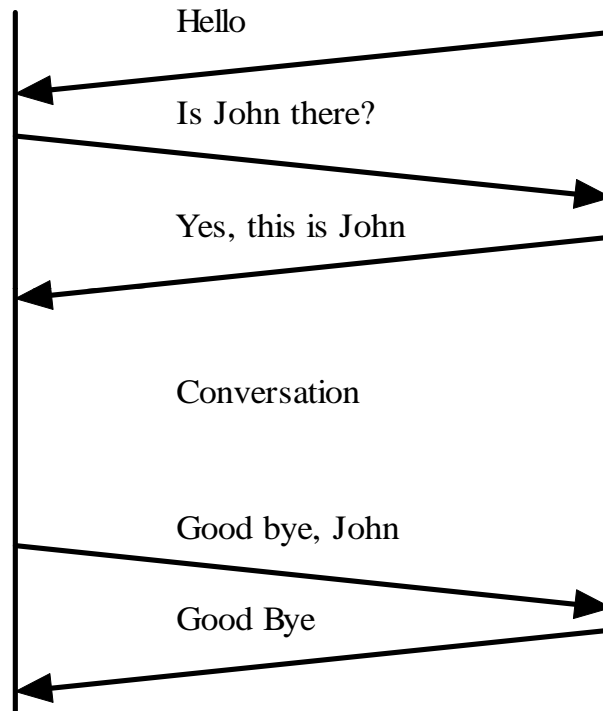 Hello
Is John there?
Yes, this is John
Conversation
Good bye, John
Good Bye